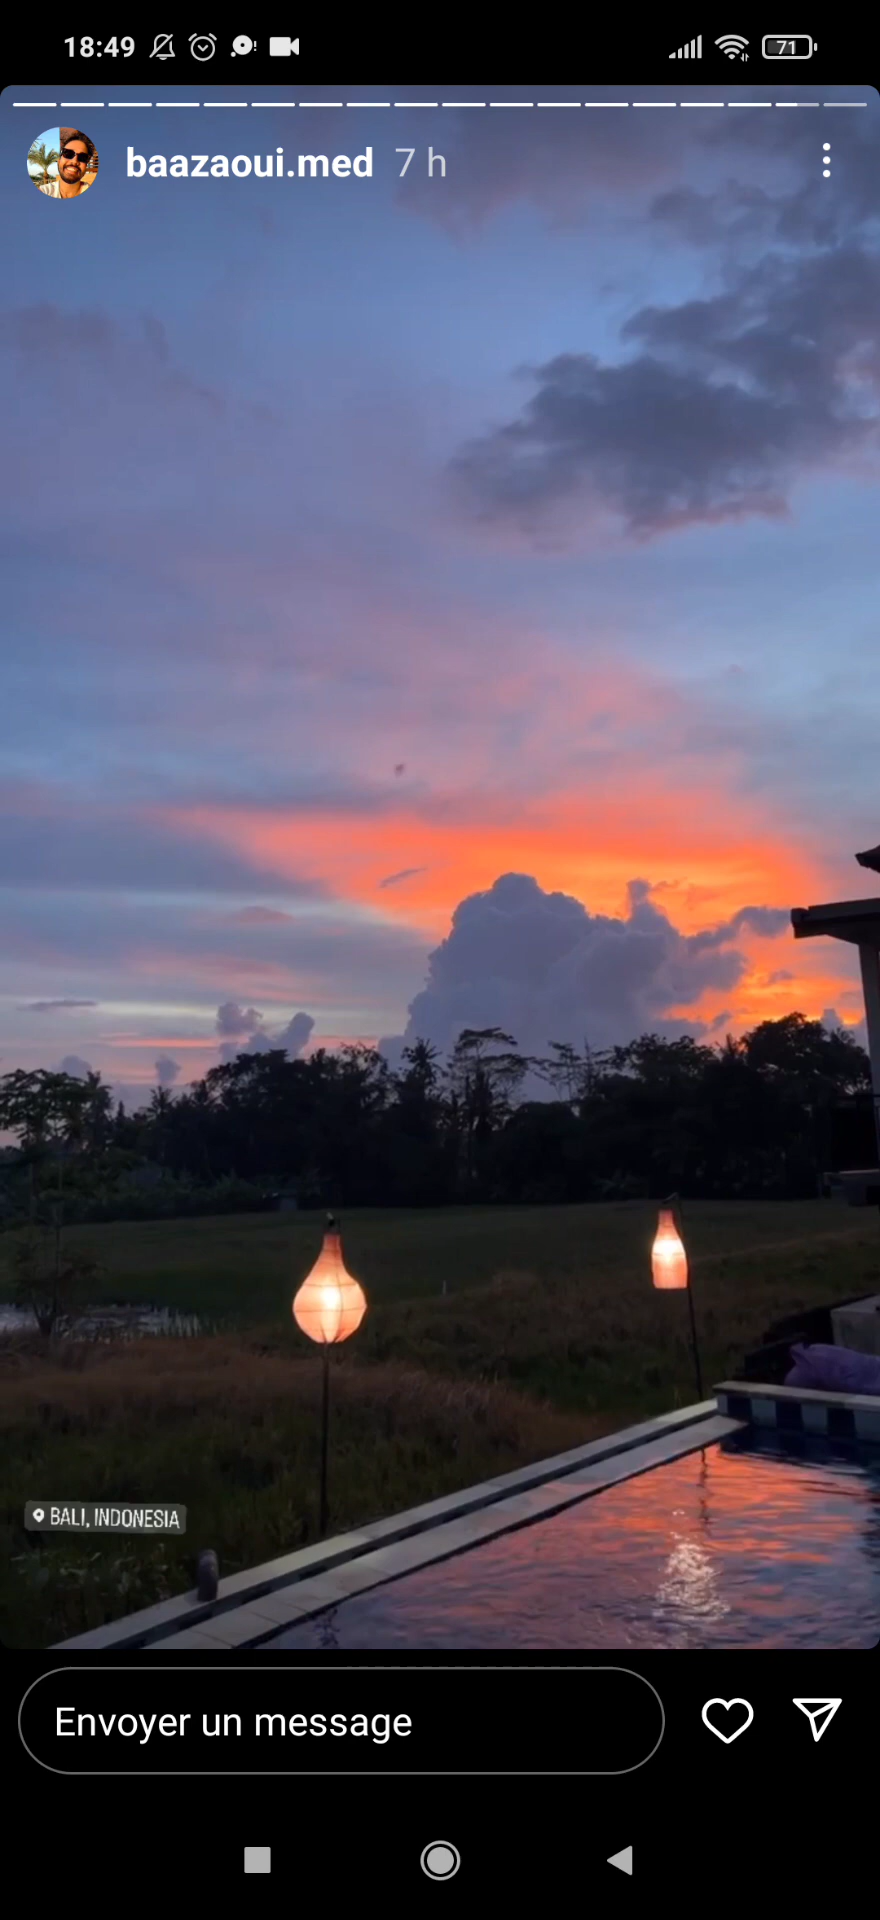 18:49
71
baazaoui.med 7 h
BALI, INDONESIA
Envoyer un message